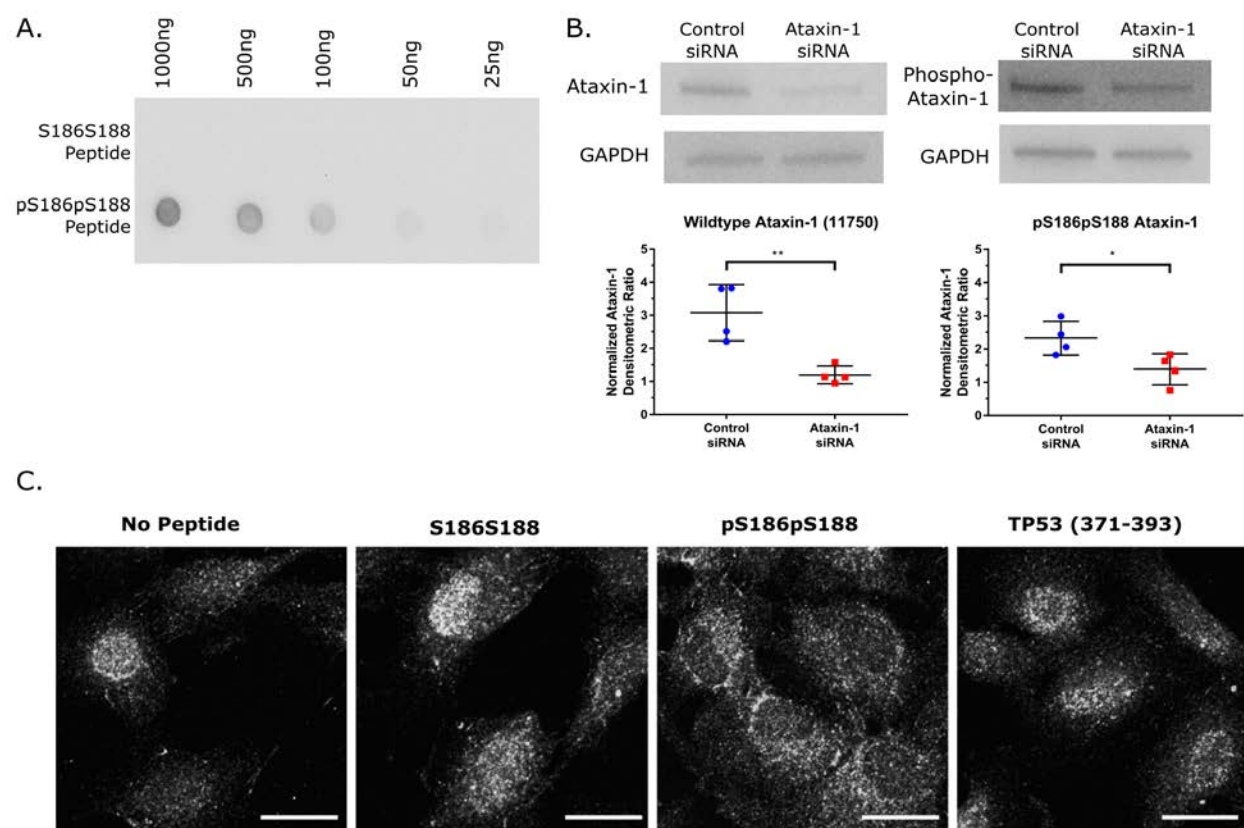 A.
1000ng
500ng
100ng
50ng
25ng
S186S188
Peptide
pS186pS188
Peptide
B.
Control
siRNA
Ataxin-1
siRNA
Ataxin-1
GAPDH
Control
siRNA
Ataxin-1
siRNA
Phospho-
Ataxin-1
GAPDH
Wildtype Ataxin-1 (11750)
Normalized Ataxin-1
Densitometric Ratio
5
4
3
2
1
0
**
Control
siRNA
Ataxin-1
siRNA
pS186pS188 Ataxin-1
Normalized Ataxin-1
Densitometric Ratio
5
4
3
2
1
0
*
Control
siRNA
Ataxin-1
siRNA
C.
No Peptide
S186S188
pS186pS188
TP53 (371-393)